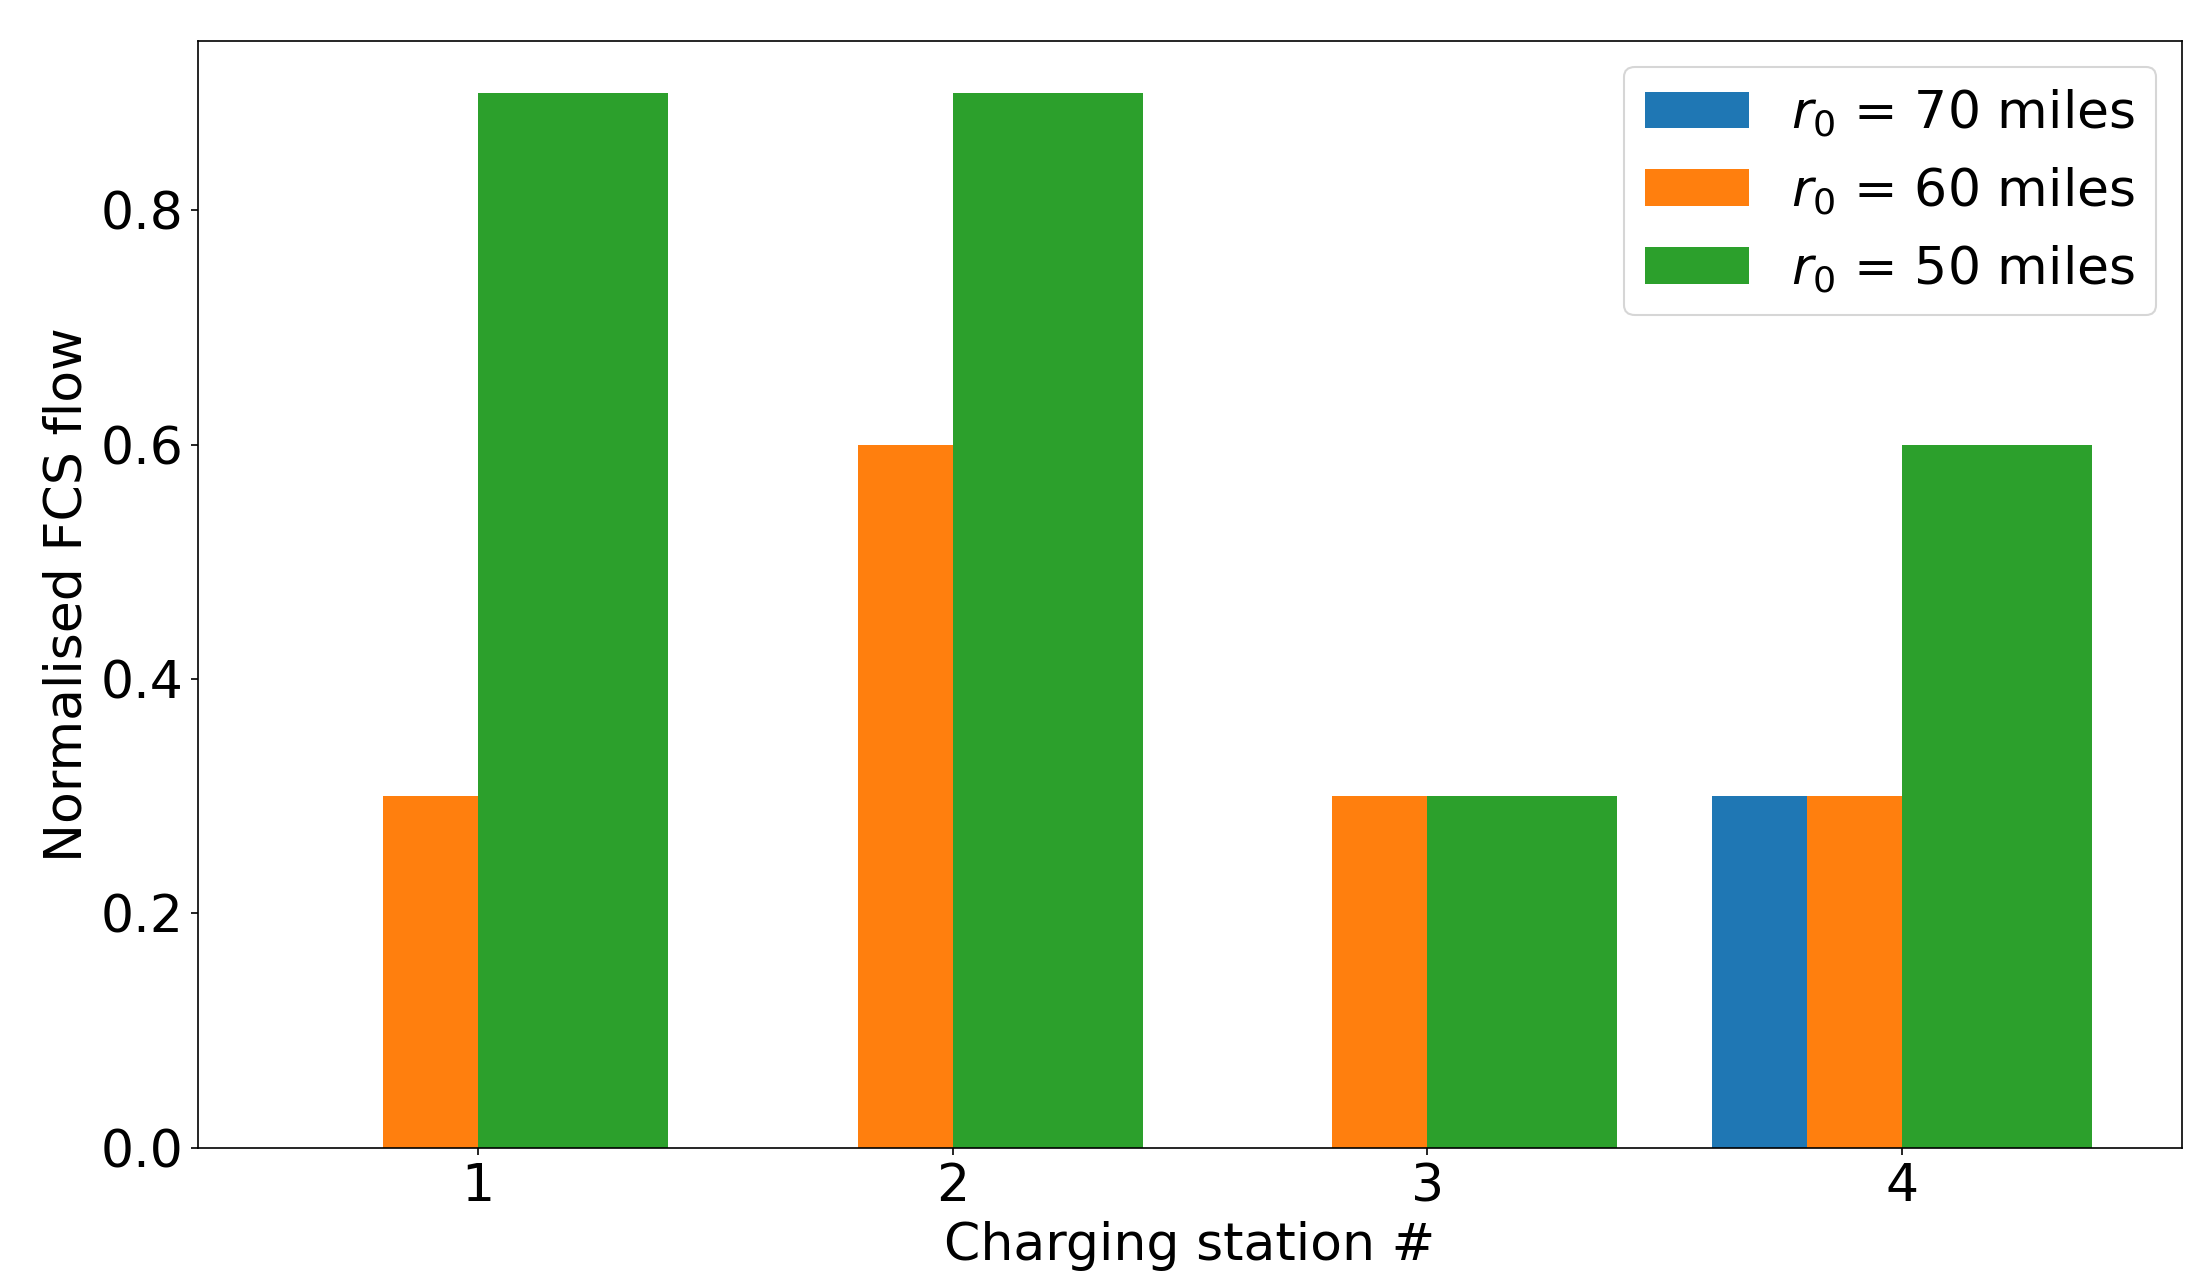 r₀ = 70 miles
r₀ = 60 miles
r₀ = 50 miles
Normalised FCS flow
0.8
0.6
0.4
0.2
0.0
1 2 3 4
Charging station #